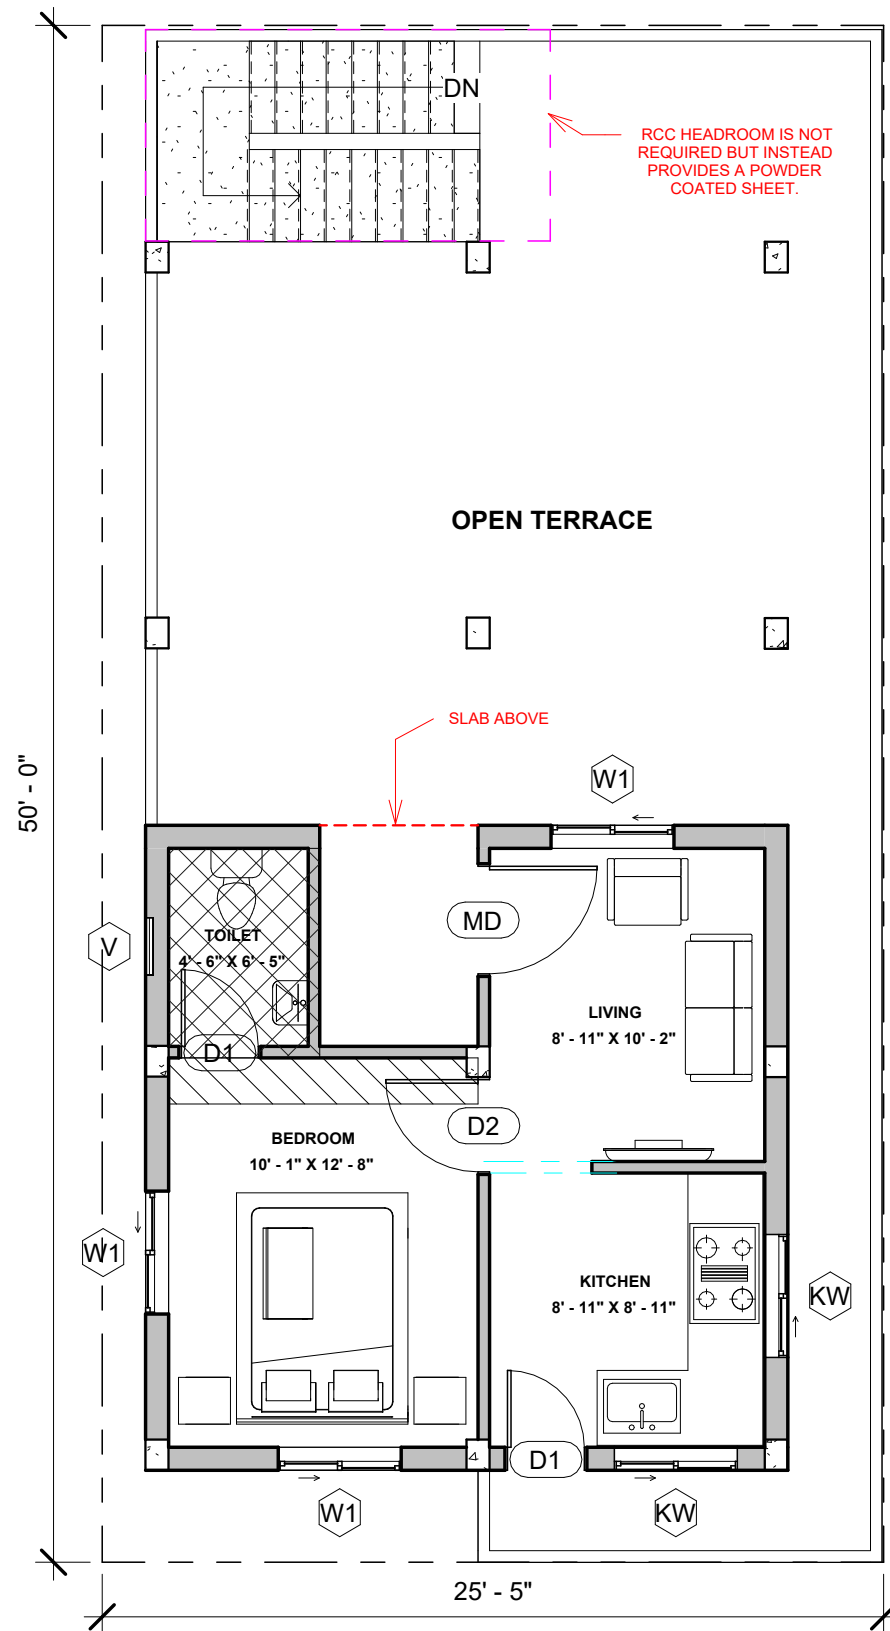 DN
RCC HEADROOM IS NOT
REQUIRED BUT INSTEAD
PROVIDES A POWDER
COATED SHEET.
OPEN TERRACE
SLAB ABOVE
50' - 0"
W1
MD
V
TOILET
4' - 6" X 6' - 5"
LIVING
8' - 11" X 10' - 2"
D1
D2
BEDROOM
10' - 1" X 12' - 8"
W1
KITCHEN
8' - 11" X 8' - 11"
KW
D1
W1
KW
25' - 5"